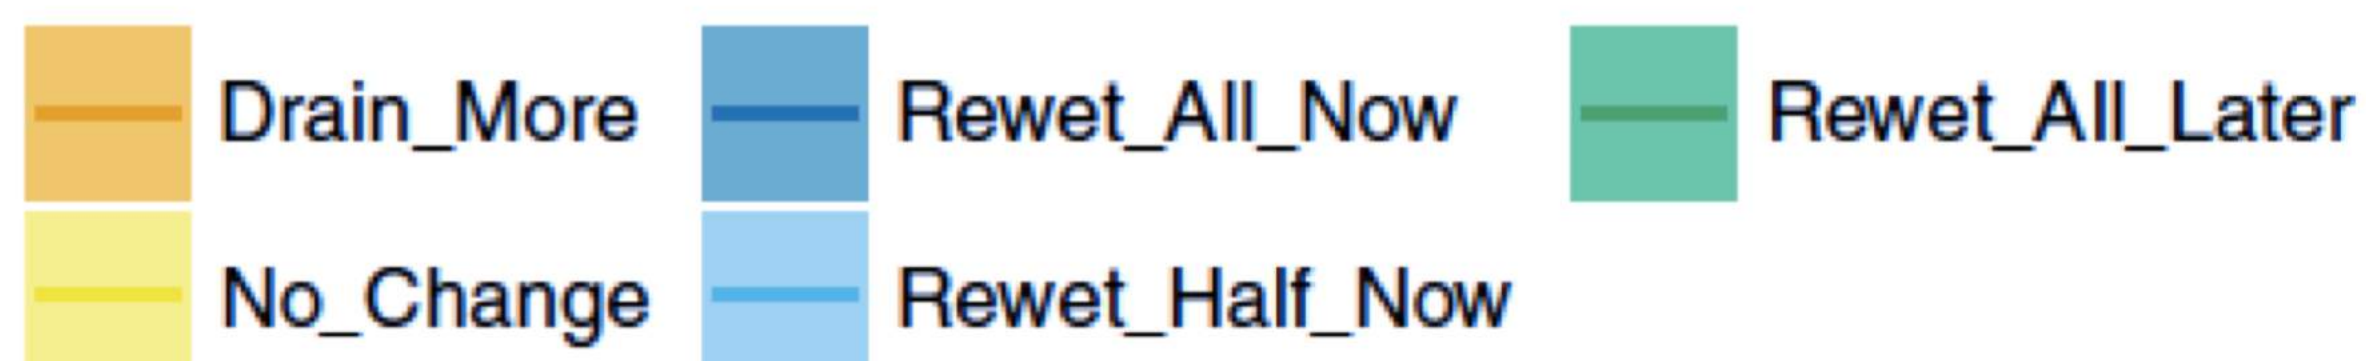 Drain_More Rewet_All_Now Rewet_All_Later
No_Change Rewet_Half_Now